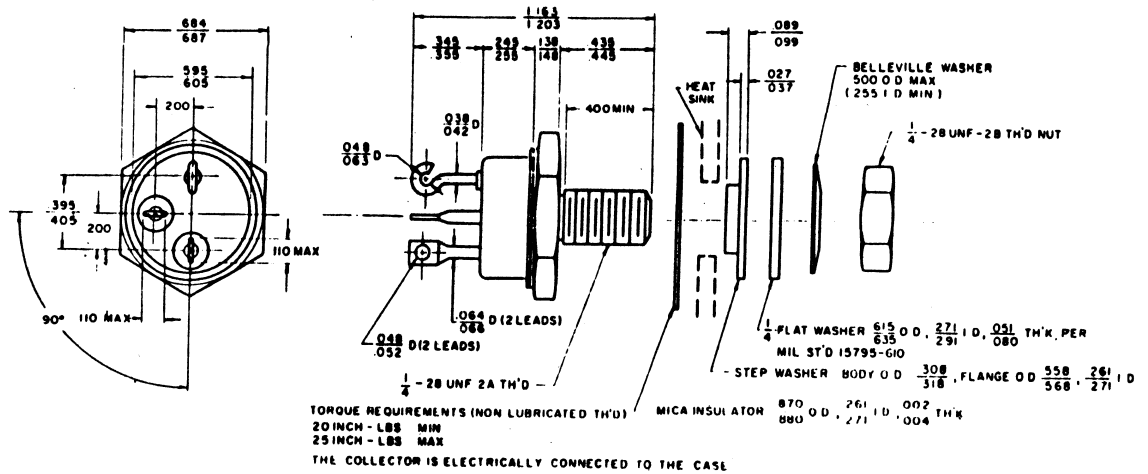 .684
.687
.595
.605
200
.395
.405
200
110 MAX
90°
110 MAX
1.163
1.203
.345
.355
.245
.255
.138
.148
.435
.445
400 MIN
.038 D
.042
.048 D
.063
.064 D (2 LEADS)
.066
.048 D (2 LEADS)
.052
1/4 - 28 UNF 2A TH'D
HEAT
SINK
.089
.099
.027
.037
BELLEVILLE WASHER
500 O D MAX
(255 I D MIN)
1/4 - 28 UNF - 2B TH'D NUT
1/4 - FLAT WASHER 615/635 O D, .271/291 I D, .051/.080 TH'K, PER
MIL ST'D 15795-610
STEP WASHER BODY O D .308/318, FLANGE O D 558/568, .261/271 I D
MICA INSULATOR 870/880 O D, .261/271 I D, .002/.004 TH'K
TORQUE REQUIREMENTS (NON LUBRICATED TH'D)
20 INCH - LBS MIN
25 INCH - LBS MAX
THE COLLECTOR IS ELECTRICALLY CONNECTED TO THE CASE